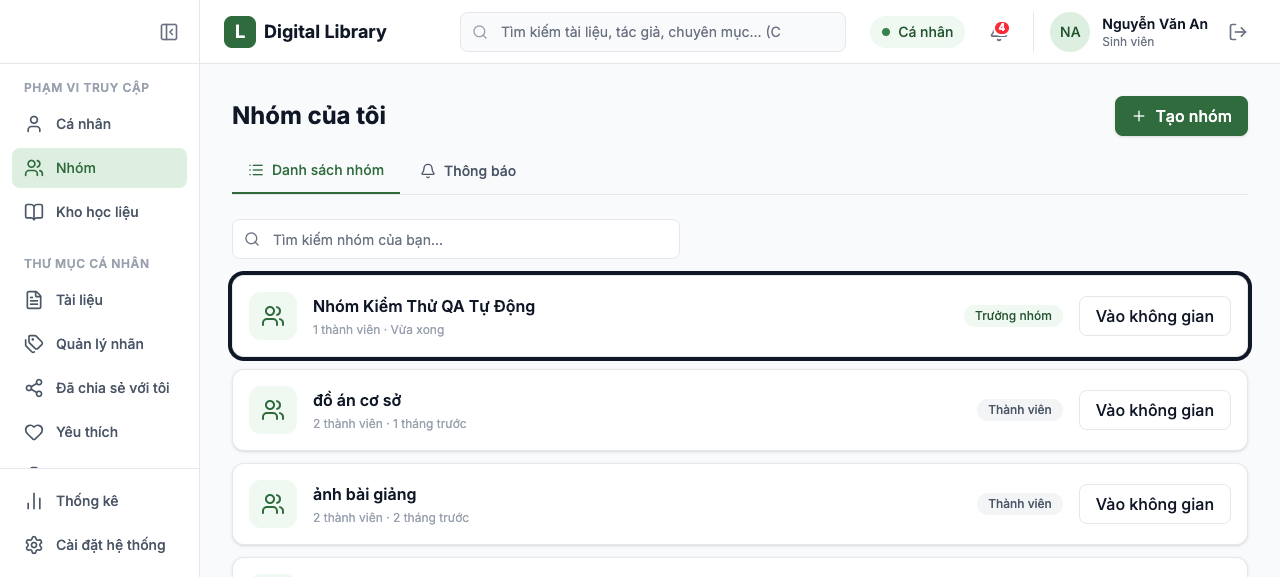 L Digital Library
Tìm kiếm tài liệu, tác giả, chuyên mục... (C
Cá nhân
4
NA
Nguyễn Văn An
Sinh viên
PHẠM VI TRUY CẬP
Cá nhân
Nhóm
Kho học liệu
THƯ MỤC CÁ NHÂN
Tài liệu
Quản lý nhãn
Đã chia sẻ với tôi
Yêu thích
Thống kê
Cài đặt hệ thống
Nhóm của tôi
Tạo nhóm
Danh sách nhóm
Thông báo
Tìm kiếm nhóm của bạn...
Nhóm Kiểm Thử QA Tự Động
1 thành viên · Vừa xong
Trưởng nhóm
Vào không gian
đồ án cơ sở
2 thành viên · 1 tháng trước
Thành viên
Vào không gian
ảnh bài giảng
2 thành viên · 2 tháng trước
Thành viên
Vào không gian